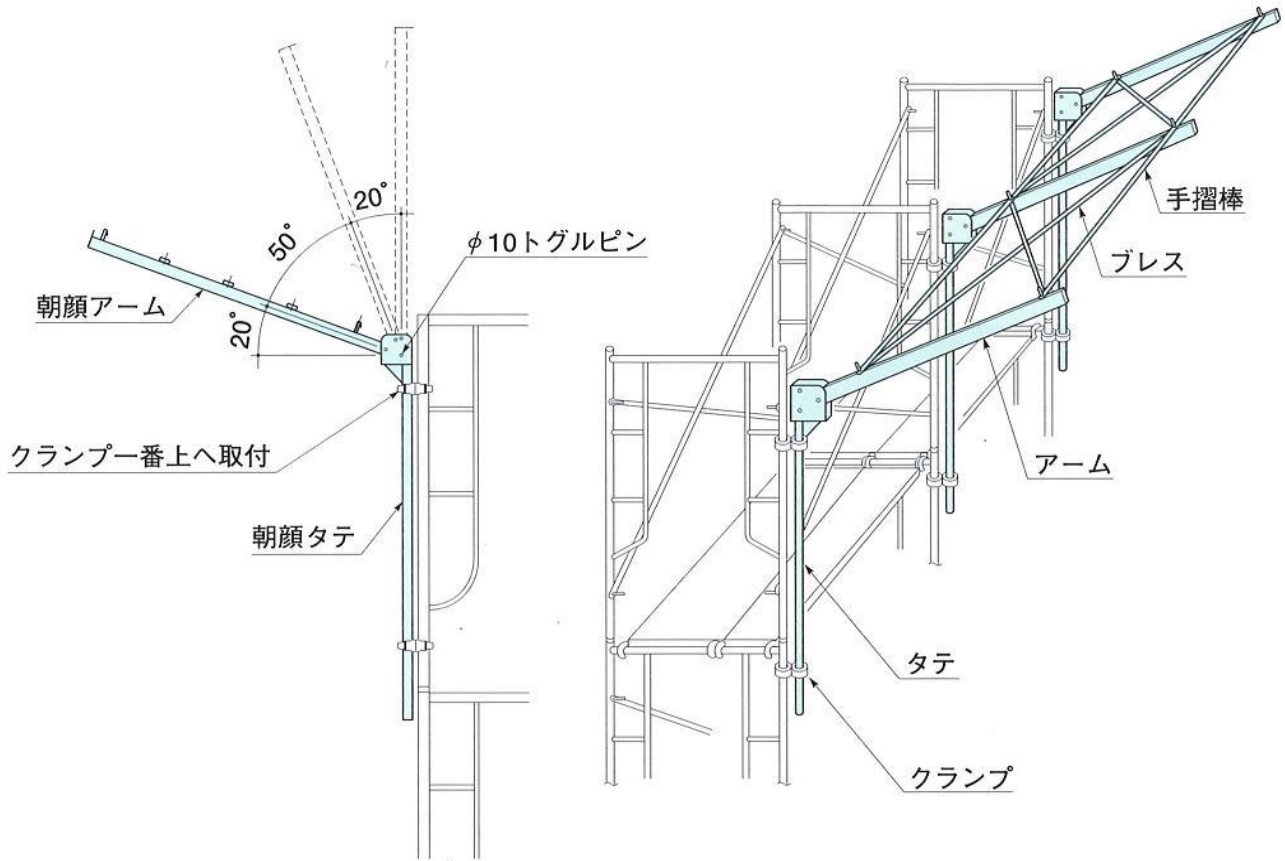 20°
50°
20°
φ10トグルピン
朝顔アーム
クランプ一番上へ取付
朝顔タテ
手摺棒
ブレス
アーム
タテ
クランプ